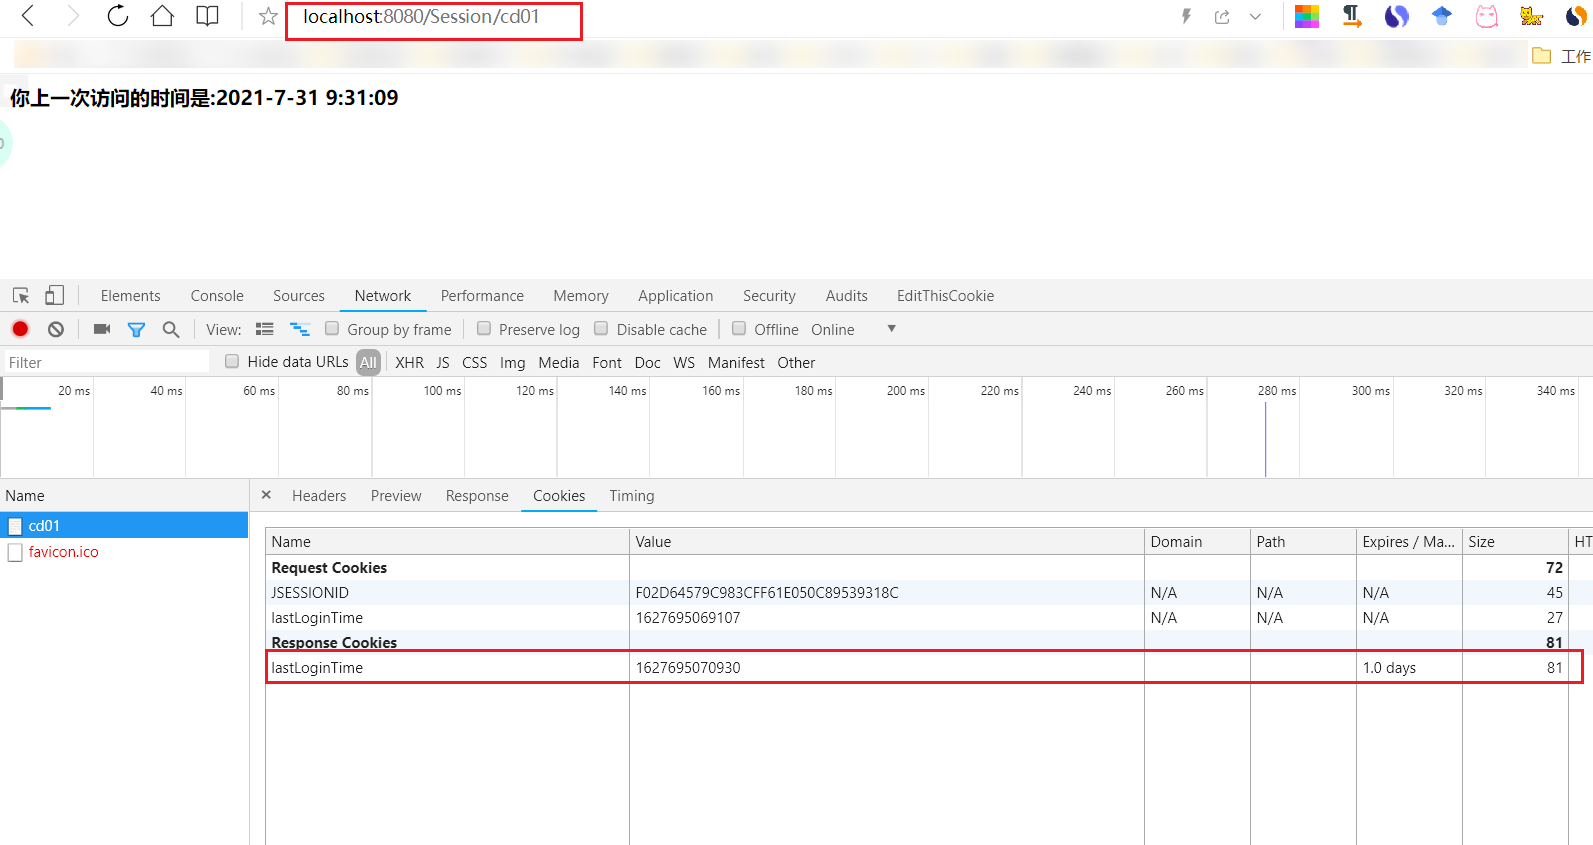 localhost:8080/Session/cd01
工作
你上一次访问的时间是:2021-7-31 9:31:09
Elements Console Sources Network Performance Memory Application Security Audits EditThisCookie
View: Group by frame Preserve log Disable cache Offline Online
Filter Hide data URLs All XHR JS CSS Img Media Font Doc WS Manifest Other
20 ms 40 ms 60 ms 80 ms 100 ms 120 ms 140 ms 160 ms 180 ms 200 ms 220 ms 240 ms 260 ms 280 ms 300 ms 320 ms 340 ms
Name × Headers Preview Response Cookies Timing
cd01
favicon.ico
Name Value Domain Path Expires / Ma... Size HT
Request Cookies 72
JSESSIONID F02D64579C983CFF61E050C89539318C N/A N/A N/A 45
lastLoginTime 1627695069107 N/A N/A N/A 27
Response Cookies 81
lastLoginTime 1627695070930 1.0 days 81